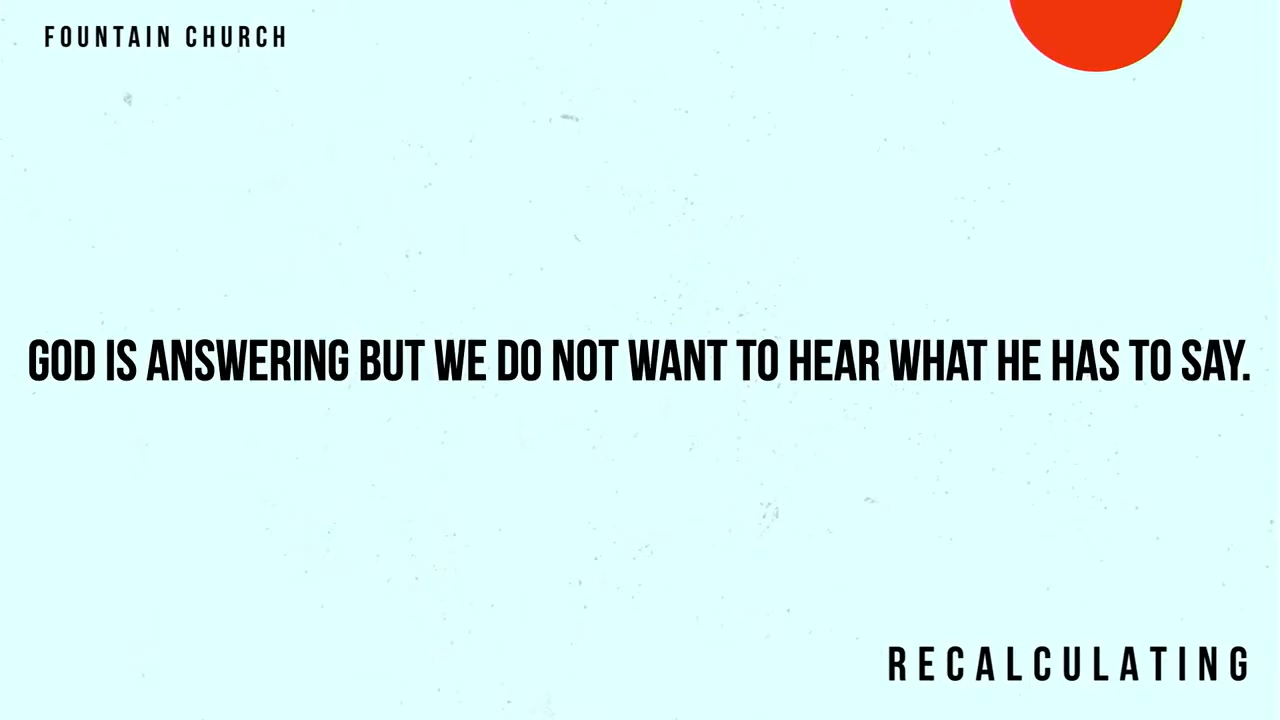 FOUNTAIN CHURCH
GOD IS ANSWERING BUT WE DO NOT WANT TO HEAR WHAT HE HAS TO SAY.
RECALCULATING